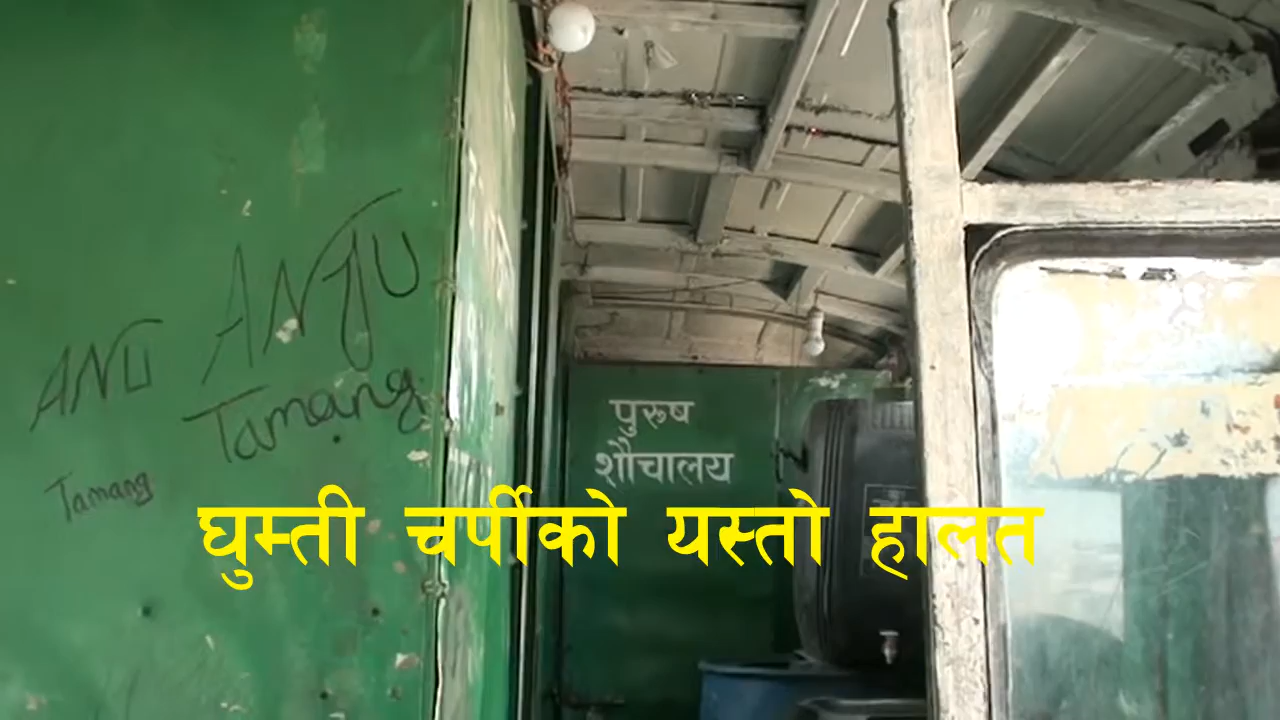 ANU
Tamang
ANJU
Tamang
पुरूष
शौचालय
घुम्ती चर्पीको यस्तो हालत